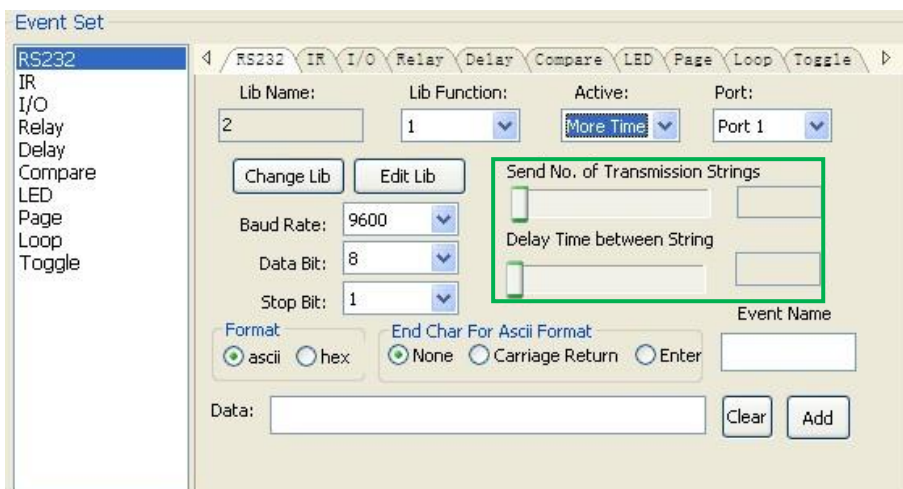 Event Set
RS232
IR
I/O
Relay
Delay
Compare
LED
Page
Loop
Toggle
RS232 IR I/O Relay Delay Compare LED Page Loop Toggle
Lib Name: Lib Function: Active: Port:
2 1 More Time Port 1
Change Lib Edit Lib Send No. of Transmission Strings
Baud Rate: 9600
Delay Time between String
Data Bit: 8
Stop Bit: 1
Event Name
Format End Char For Ascii Format
ascii hex None Carriage Return Enter
Data: Clear Add